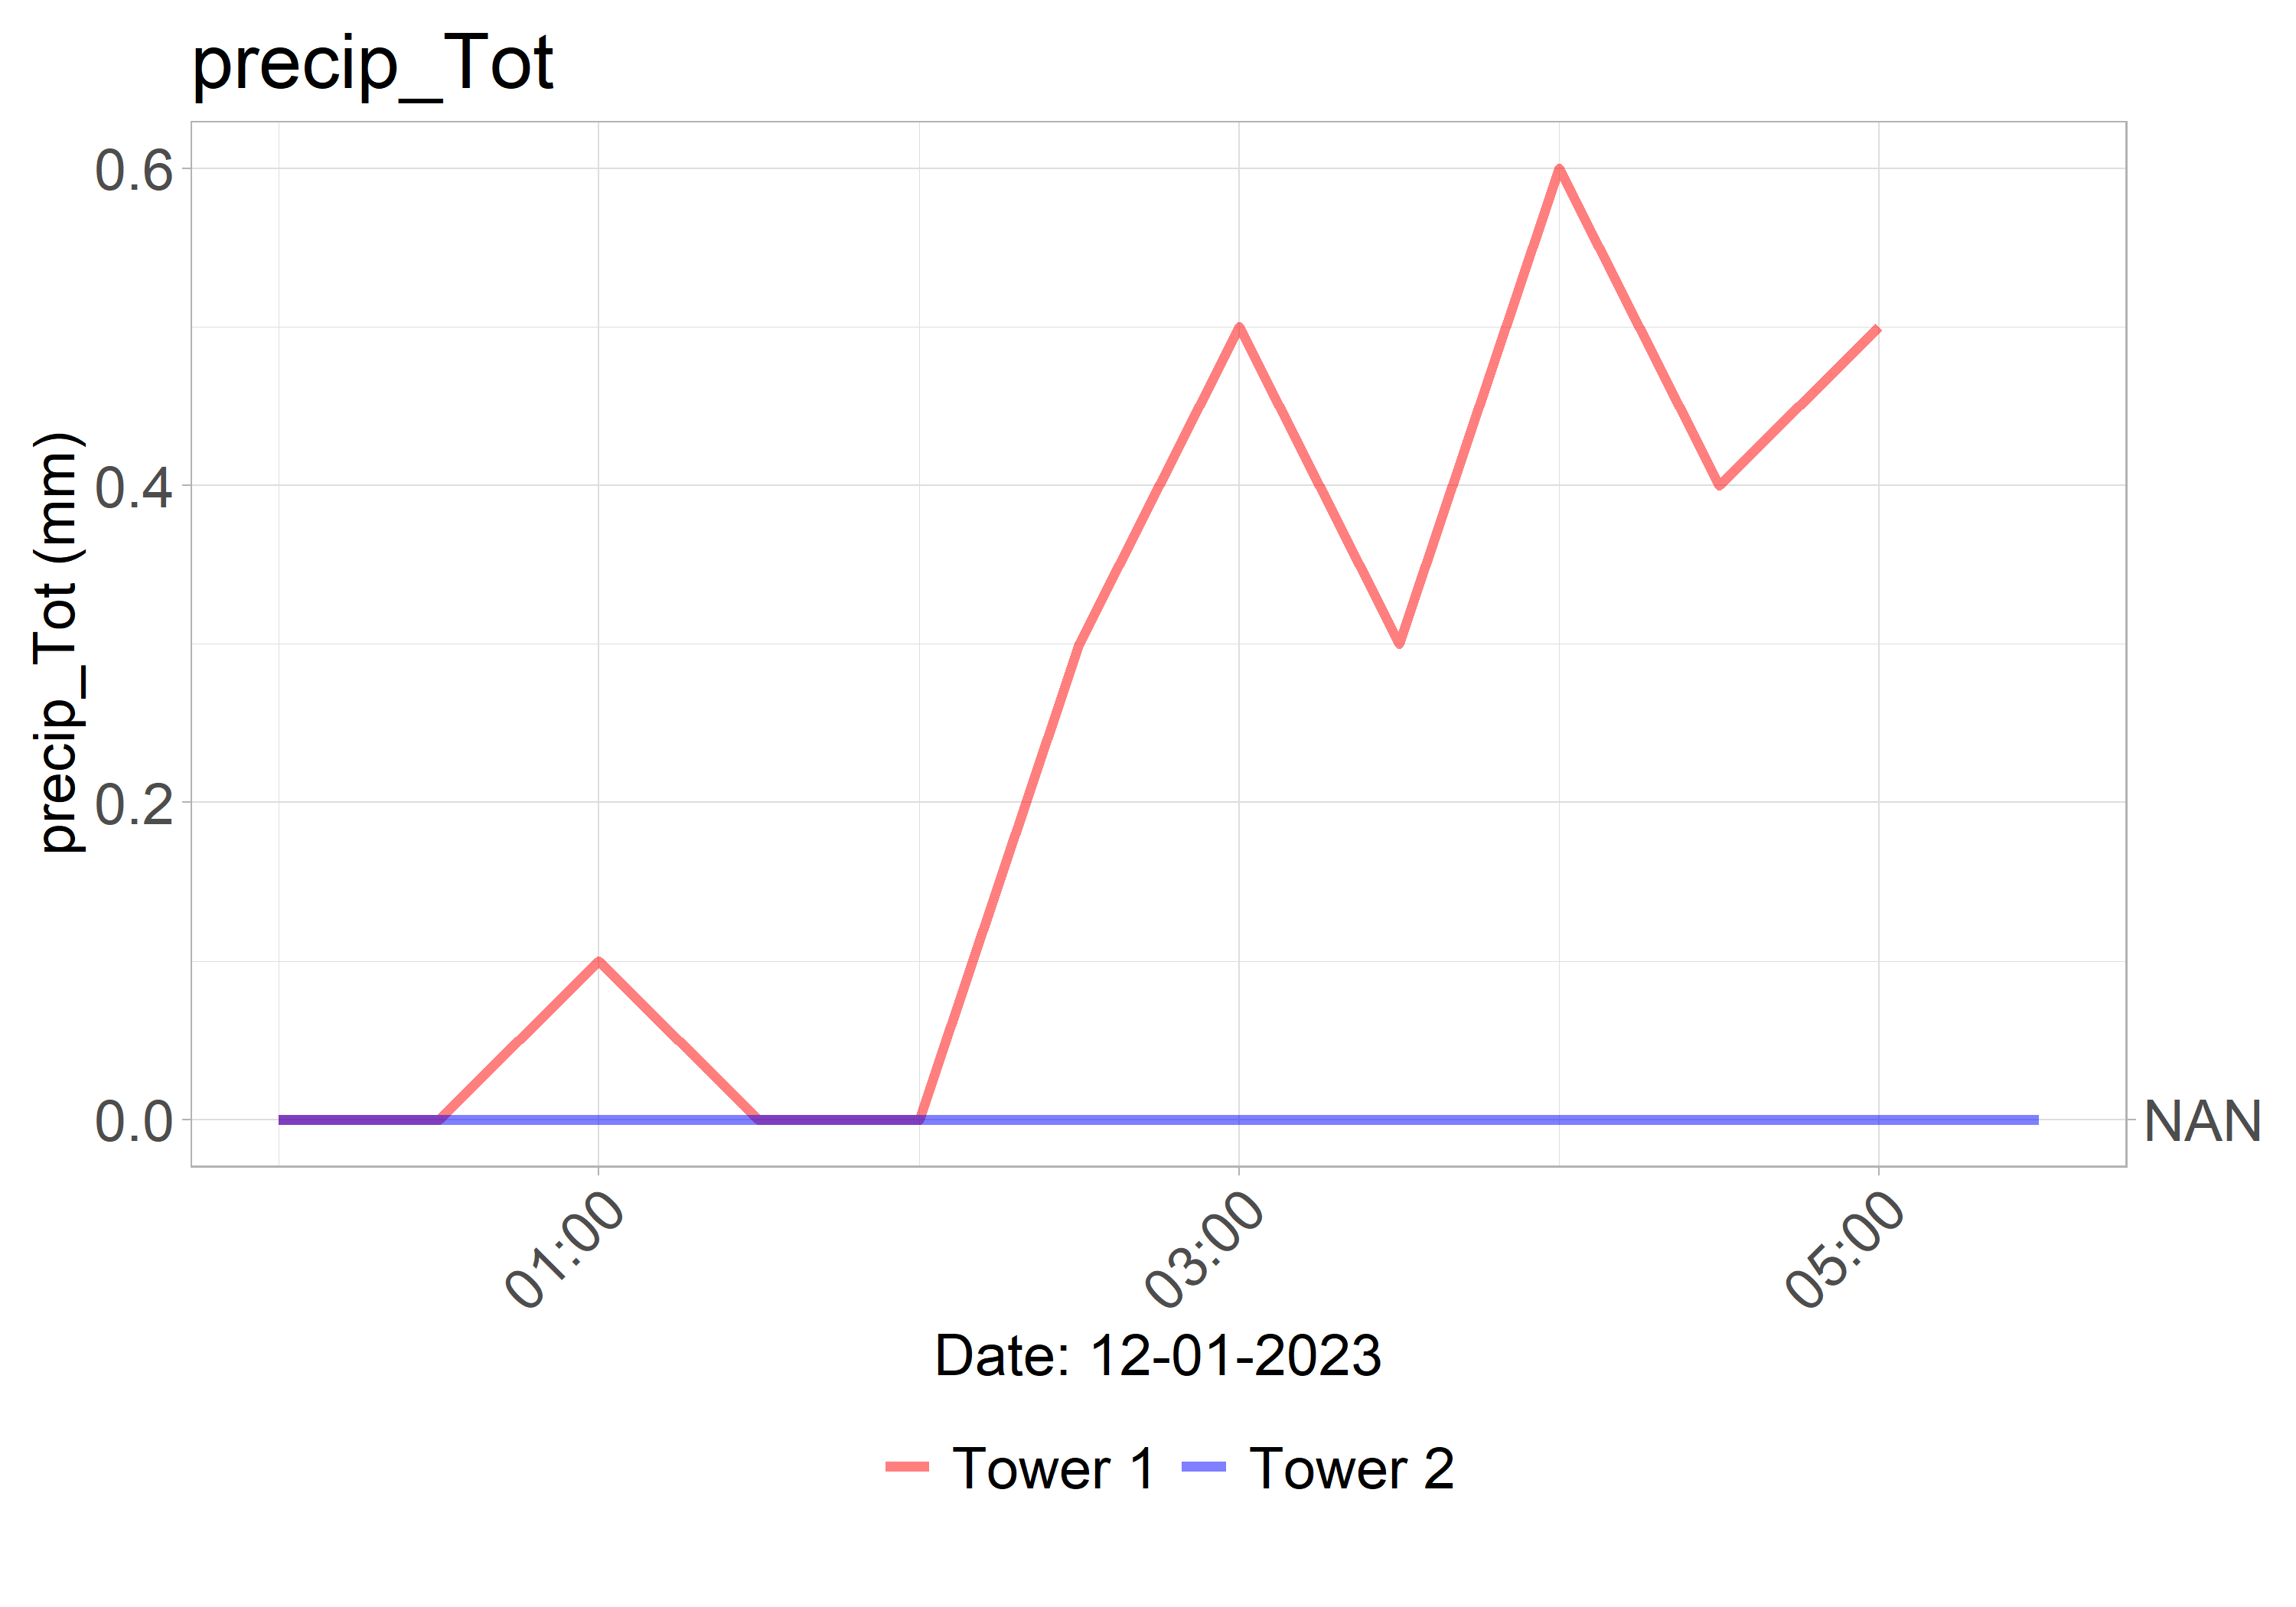 precip_Tot
precip_Tot (mm)
0.6
0.4
0.2
0.0
NAN
01:00
03:00
05:00
Date: 12-01-2023
Tower 1
Tower 2